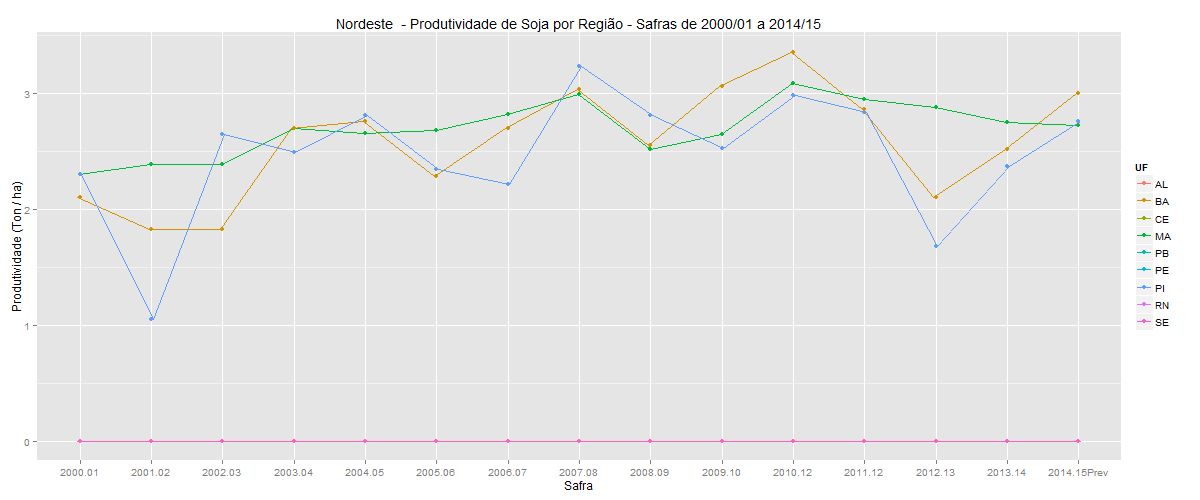 Nordeste - Produtividade de Soja por Região - Safras de 2000/01 a 2014/15
Produtividade (Ton / ha)
3
2
1
0
2000.01 2001.02 2002.03 2003.04 2004.05 2005.06 2006.07 2007.08 2008.09 2009.10 2010.12 2011.12 2012.13 2013.14 2014.15Prev
Safra
UF
AL
BA
CE
MA
PB
PE
PI
RN
SE